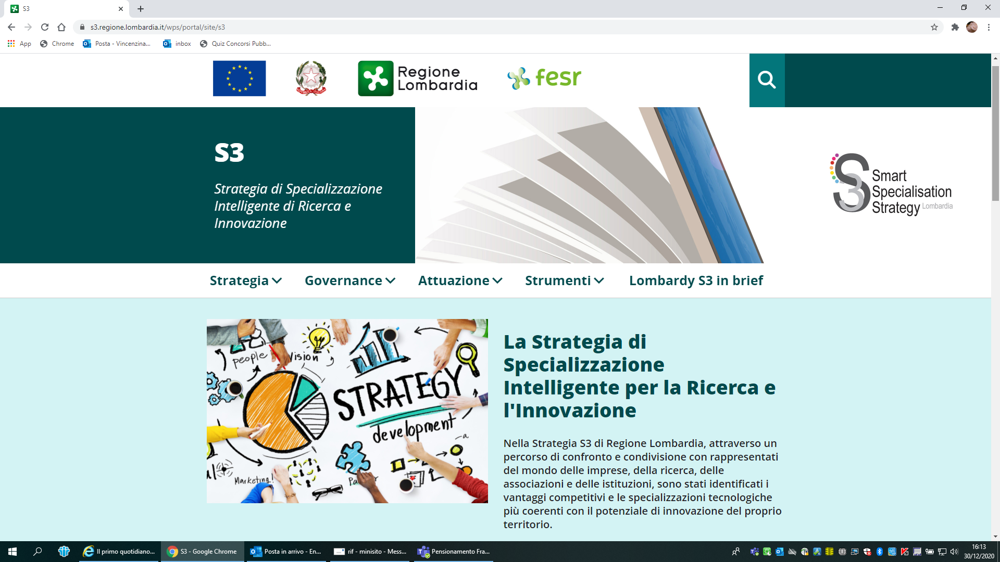 S3
s3.regione.lombardia.it/wps/portal/site/s3
App
Chrome
Posta - Vincenzina...
inbox
Quiz Concorsi Pubb...
Regione
Lombardia
fesr
S3
Strategia di Specializzazione
Intelligente di Ricerca e
Innovazione
S3
Smart
Specialisation
Strategy Lombardia
Strategia
Governance
Attuazione
Strumenti
Lombardy S3 in brief
people
Vision
STRATEGY
development
Marketing!
La Strategia di
Specializzazione
Intelligente per la Ricerca e
l'Innovazione
Nella Strategia S3 di Regione Lombardia, attraverso un
percorso di confronto e condivisione con rappresentati
del mondo delle imprese, della ricerca, delle
associazioni e delle istituzioni, sono stati identificati i
vantaggi competitivi e le specializzazioni tecnologiche
più coerenti con il potenziale di innovazione del proprio
territorio.
Il primo quotidiano...
S3 - Google Chrome
Posta in arrivo - En...
rif - minisito - Mess...
Pensionamento Fra...
16:13
30/12/2020